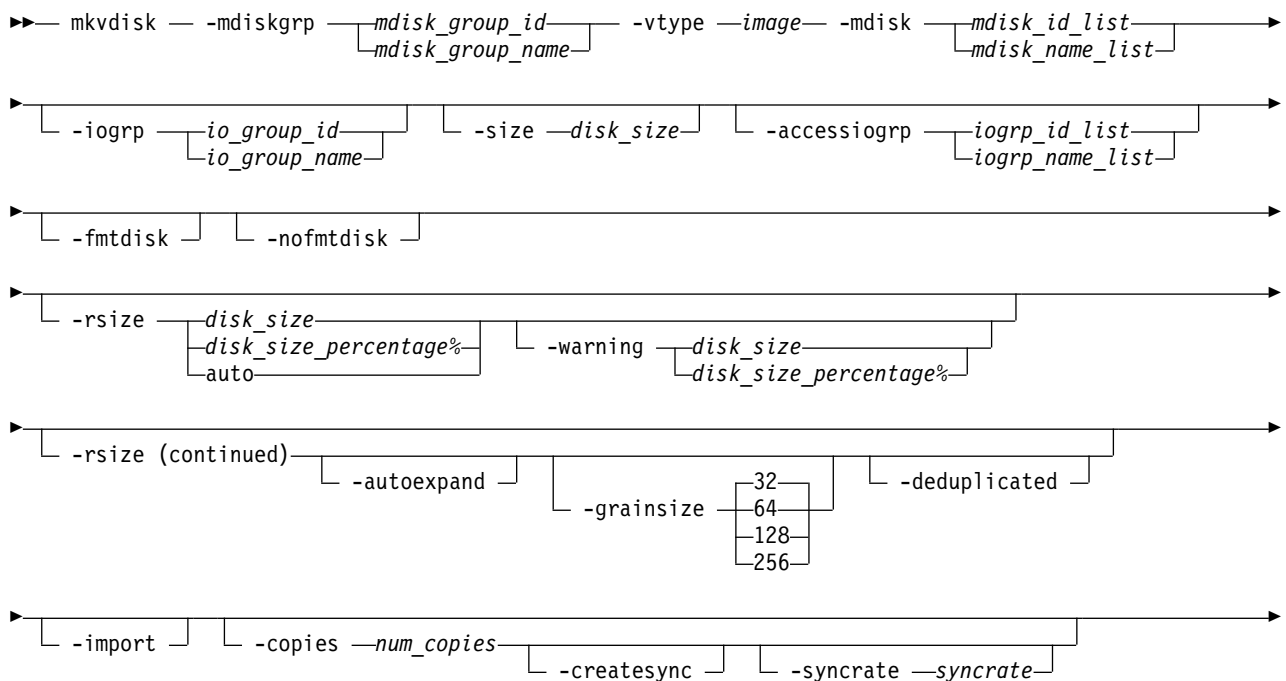 mkvdisk -mdiskgrp mdisk_group_id -vtype image -mdisk mdisk_id_list
mdisk_group_name mdisk_name_list
-iogrp io_group_id -size disk_size -accessiogrp iogrp_id_list
io_group_name iogrp_name_list
-fmtdisk -nofmtdisk
-rsize disk_size -warning disk_size
disk_size_percentage% disk_size_percentage%
auto
-rsize (continued) -autoexpand -grainsize 32 -deduplicated
64
128
256
-import -copies num_copies -createsync -syncrate syncrate